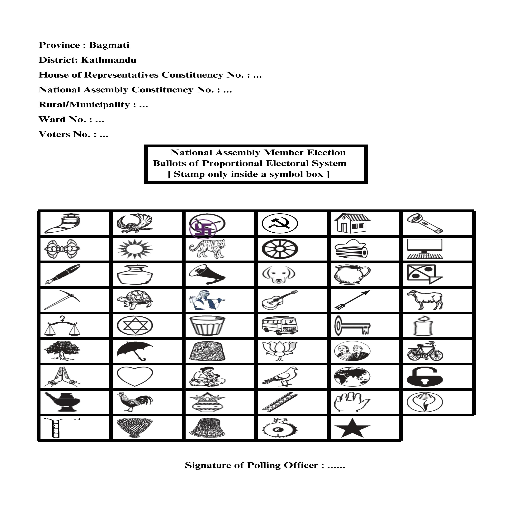 Province : Bagmati
District: Kathmandu
House of Representatives Constituency No. : ...
National Assembly Constituency No. : ...
Rural/Municipality : ...
Ward No. : ...
Voters No. : ...
National Assembly Member Election
Ballots of Proportional Electoral System
[ Stamp only inside a symbol box ]
Signature of Polling Officer : ......